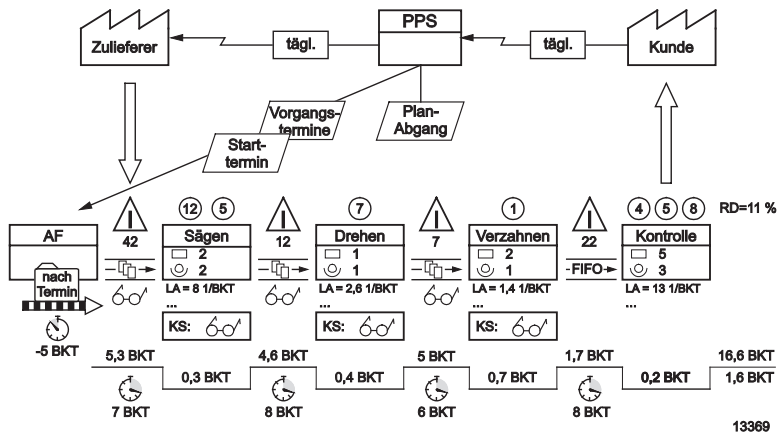 PPS
Zulieferer
tägl.
tägl.
Kunde
Vorgangs-
termine
Plan-
Abgang
Start-
termin
12 5 7 1 4 5 8 RD=11 %
AF
42
Sägen
12
Drehen
7
Verzahnen
22
Kontrolle
nach
Termin
2
2
1
1
2
1
FIFO
5
3
LA = 8 1/BKT
LA = 2,6 1/BKT
LA = 1,4 1/BKT
LA = 13 1/BKT
...
...
...
...
KS:
KS:
KS:
-5 BKT
5,3 BKT
4,6 BKT
5 BKT
1,7 BKT
16,6 BKT
0,3 BKT
0,4 BKT
0,7 BKT
0,2 BKT
1,6 BKT
7 BKT
8 BKT
6 BKT
8 BKT
13369